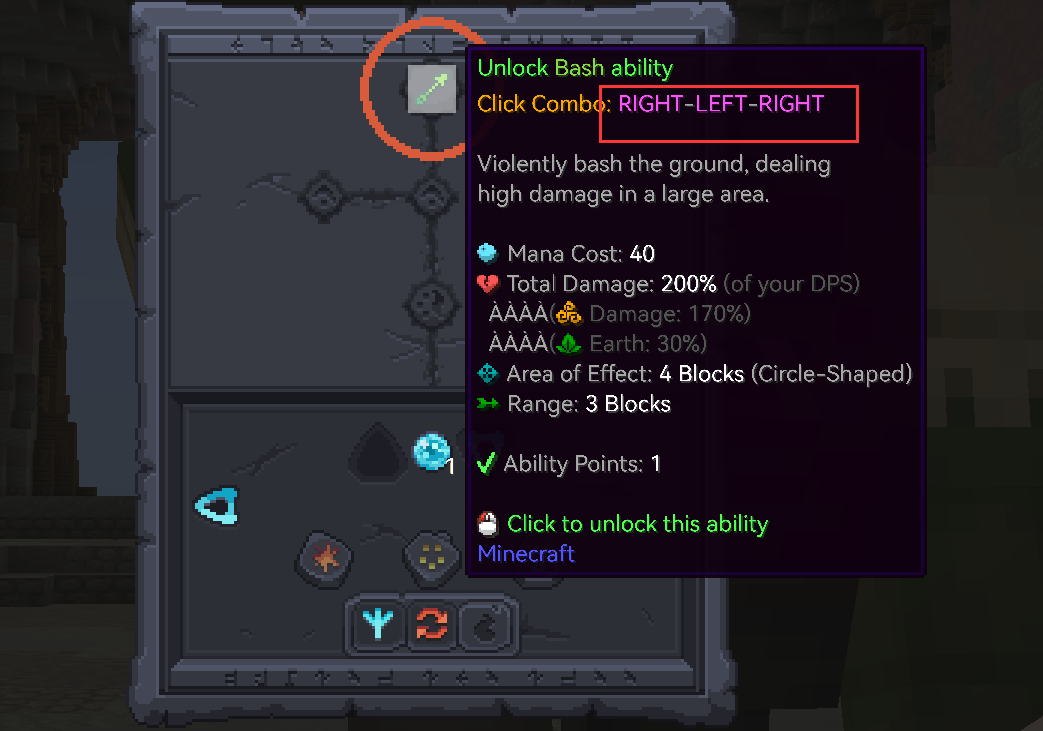 Unlock Bash ability
Click Combo: RIGHT-LEFT-RIGHT
Violently bash the ground, dealing
high damage in a large area.
Mana Cost: 40
Total Damage: 200% (of your DPS)
ÀÀÀÀ( Damage: 170%)
ÀÀÀÀ( Earth: 30%)
Area of Effect: 4 Blocks (Circle-Shaped)
Range: 3 Blocks
✓ Ability Points: 1
Click to unlock this ability
Minecraft
1